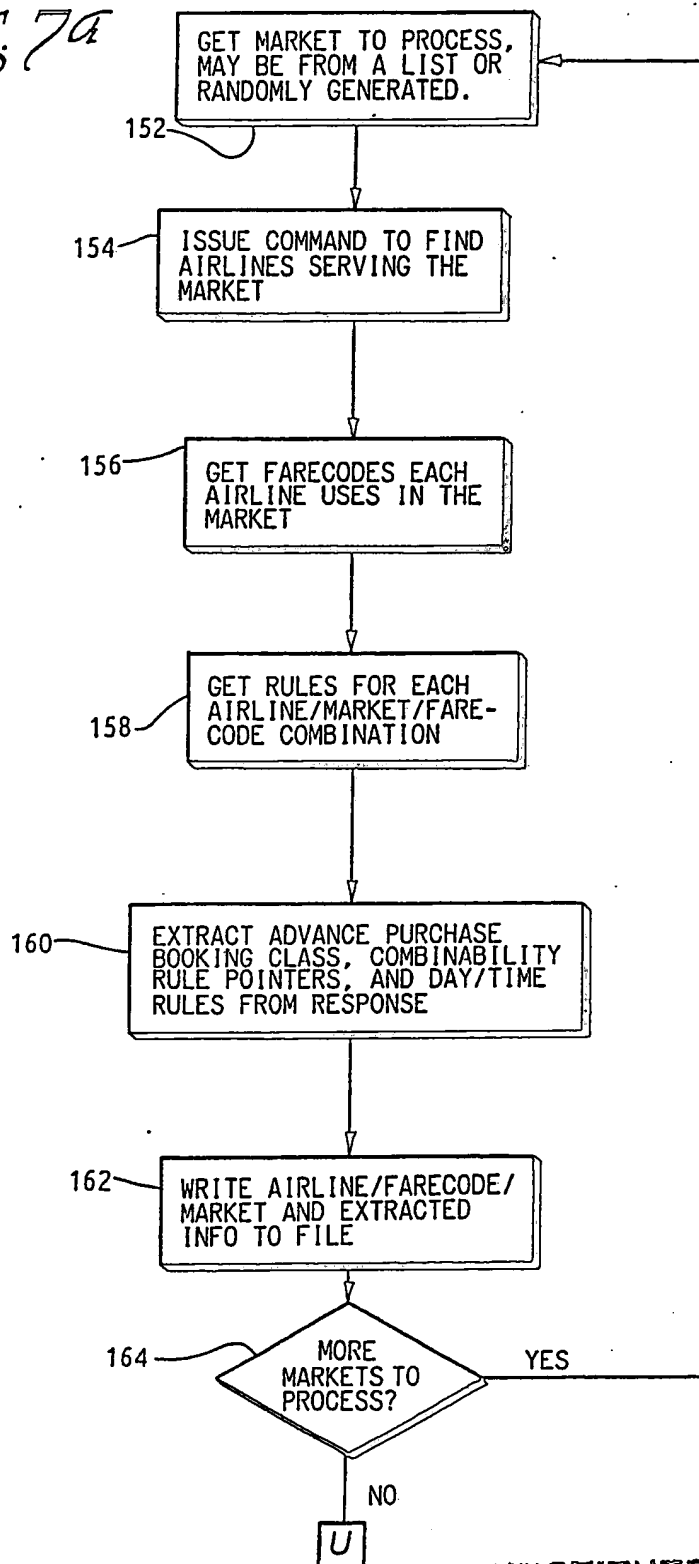 7a
GET MARKET TO PROCESS,
MAY BE FROM A LIST OR
RANDOMLY GENERATED.
152
154
ISSUE COMMAND TO FIND
AIRLINES SERVING THE
MARKET
156
GET FARECODES EACH
AIRLINE USES IN THE
MARKET
158
GET RULES FOR EACH
AIRLINE/MARKET/FARE-
CODE COMBINATION
160
EXTRACT ADVANCE PURCHASE
BOOKING CLASS, COMBINABILITY
RULE POINTERS, AND DAY/TIME
RULES FROM RESPONSE
162
WRITE AIRLINE/FARECODE/
MARKET AND EXTRACTED
INFO TO FILE
164
MORE
MARKETS TO
PROCESS?
YES
NO
U